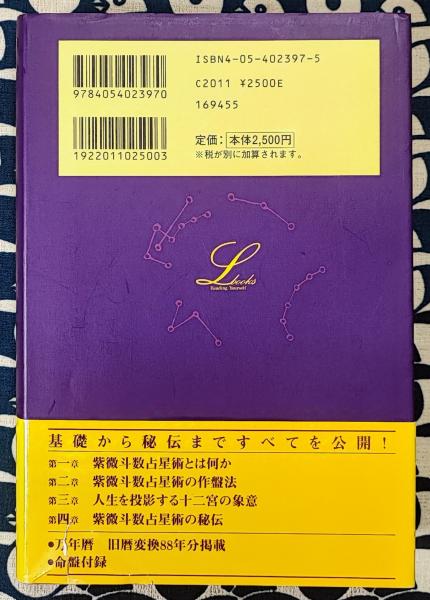 ISBN4-05-402397-5
9784054023970
C2011 ¥2500E
169455
1922011025003
定価：本体2,500円
※税が別に加算されます。
L books
Reading Yourself
基礎から秘伝まですべてを公開！
第一章 紫微斗数占星術とは何か
第二章 紫微斗数占星術の作盤法
第三章 人生を投影する十二宮の象意
第四章 紫微斗数占星術の秘伝
●万年暦 旧暦変換88年分掲載
●命盤付録